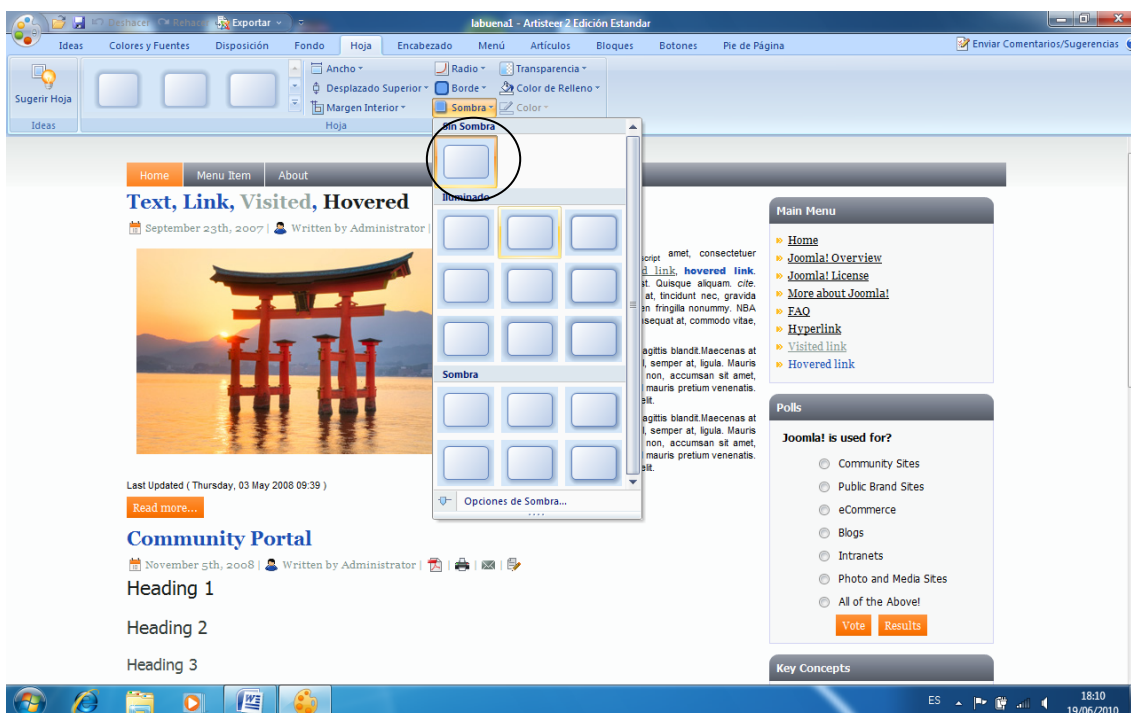 Deshacer Rehacer Exportar
labuena1 - Artisteer 2 Edición Estandar
Ideas Colores y Fuentes Disposición Fondo Hoja Encabezado Menú Artículos Bloques Botones Pie de Página
Enviar Comentarios/Sugerencias
Sugerir Hoja
Ancho Radio Transparencia
Desplazado Superior Borde Color de Relleno
Margen Interior Sombra Color
Ideas Hoja
Sin Sombra
Iluminado
Sombra
Opciones de Sombra...
Home Menu Item About
Text, Link, Visited, Hovered
September 23th, 2007 | Written by Administrator |
amet, consectetuer
link, hovered link.
Quisque aliquam. cite.
at, tincidunt nec, gravida
fringilla nonummy. NBA
at, commodo vitae,
blandit.Maecenas at
semper at, ligula. Mauris
non, accumsan sit amet,
mauris pretium venenatis.
blandit.Maecenas at
semper at, ligula. Mauris
non, accumsan sit amet,
mauris pretium venenatis.
Last Updated ( Thursday, 03 May 2008 09:39 )
Read more...
Community Portal
November 5th, 2008 | Written by Administrator |
Heading 1
Heading 2
Heading 3
Main Menu
Home
Joomla! Overview
Joomla! License
More about Joomla!
FAQ
Hyperlink
Visited link
Hovered link
Polls
Joomla! is used for?
Community Sites
Public Brand Sites
eCommerce
Blogs
Intranets
Photo and Media Sites
All of the Above!
Vote Results
Key Concepts
ES
18:10
19/06/2010